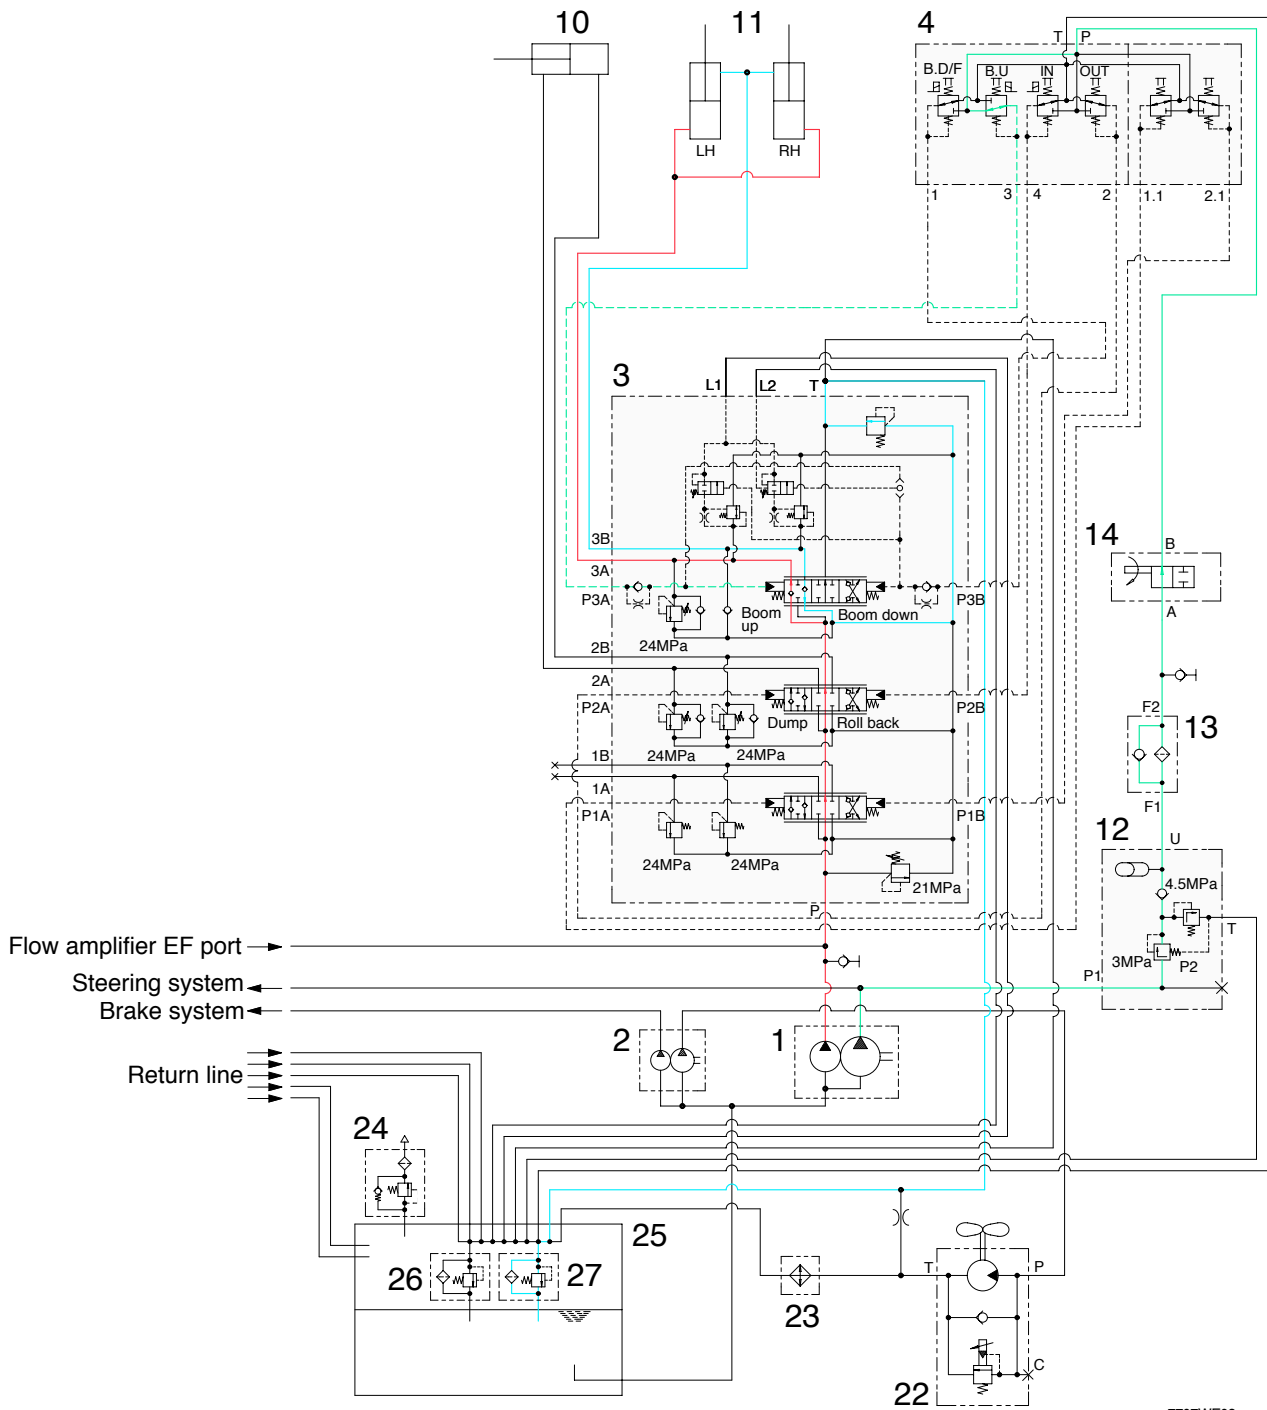 10
11
4
T P
B.D/F B.U IN OUT
LH RH
1 3 4 2 1.1 2.1
3
L1 L2 T
14
B
A
3B
3A
P3A P3B
Boom up
Boom down
24MPa
2B
2A
P2A P2B
Dump Roll back
24MPa 24MPa
1B
1A
P1A P1B
24MPa 24MPa
21MPa
P
F2
13
F1
12
U
4.5MPa
T
3MPa P2
P1
Flow amplifier EF port
Steering system
Brake system
2
1
Return line
24
25
26
27
23
T P
C
22